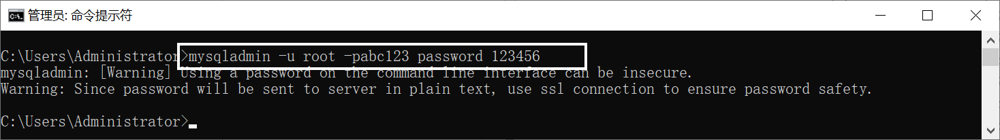 管理员: 命令提示符
C:\Users\Administrator>mysqladmin -u root -pabc123 password 123456
mysqladmin: [Warning] Using a password on the command line interface can be insecure.
Warning: Since password will be sent to server in plain text, use ssl connection to ensure password safety.
C:\Users\Administrator>